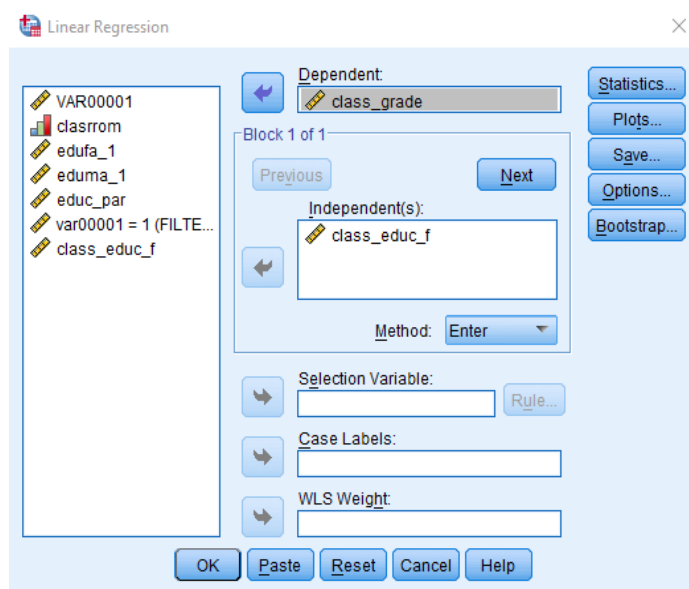 Linear Regression
VAR00001
clasrrom
edufa_1
eduma_1
educ_par
var00001 = 1 (FILTE...
class_educ_f
Dependent:
class_grade
Block 1 of 1
Previous
Next
Independent(s):
class_educ_f
Method: Enter
Selection Variable:
Rule...
Case Labels:
WLS Weight:
Statistics...
Plots...
Save...
Options...
Bootstrap...
OK Paste Reset Cancel Help